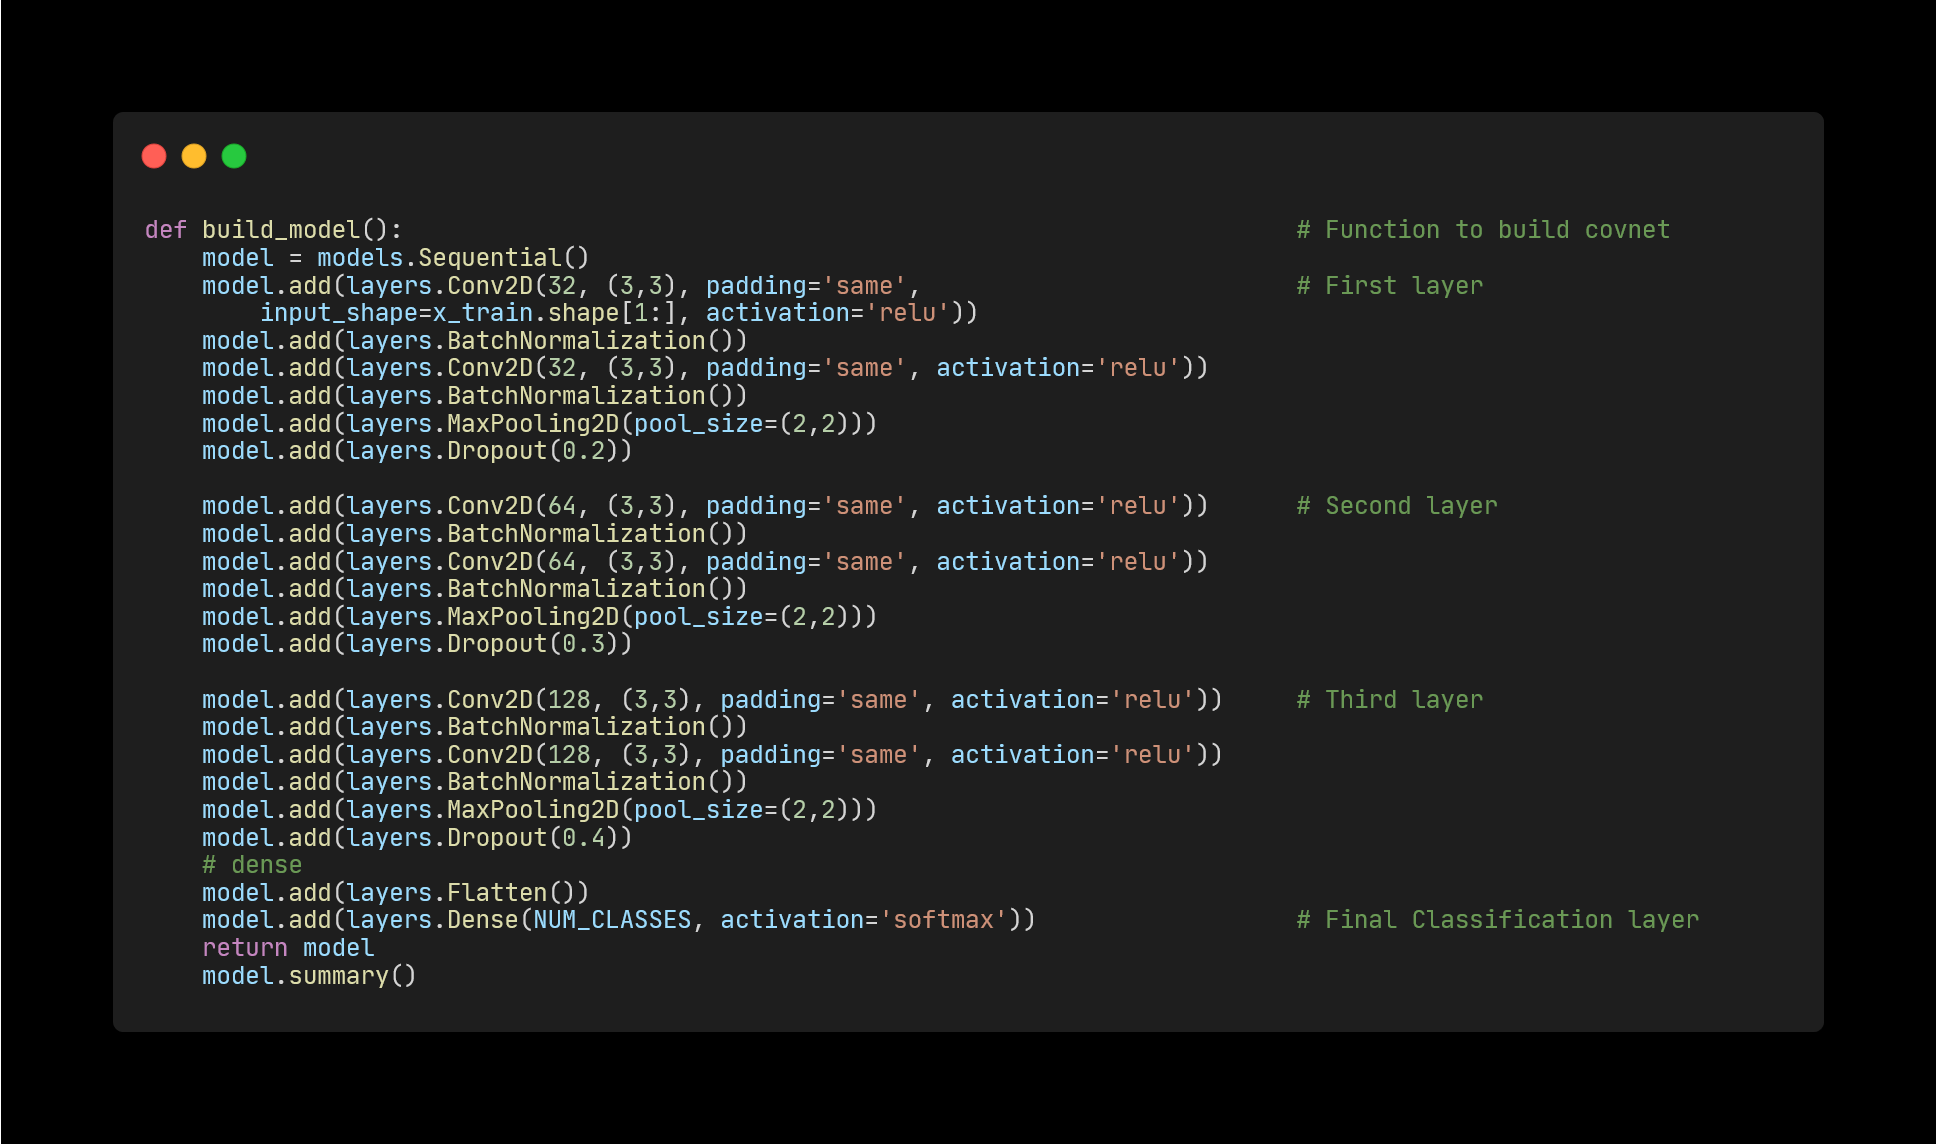 def build_model():                                                              # Function to build covnet
    model = models.Sequential()
    model.add(layers.Conv2D(32, (3,3), padding='same',                          # First layer
        input_shape=x_train.shape[1:], activation='relu'))
    model.add(layers.BatchNormalization())
    model.add(layers.Conv2D(32, (3,3), padding='same', activation='relu'))
    model.add(layers.BatchNormalization())
    model.add(layers.MaxPooling2D(pool_size=(2,2)))
    model.add(layers.Dropout(0.2))

    model.add(layers.Conv2D(64, (3,3), padding='same', activation='relu'))      # Second layer
    model.add(layers.BatchNormalization())
    model.add(layers.Conv2D(64, (3,3), padding='same', activation='relu'))
    model.add(layers.BatchNormalization())
    model.add(layers.MaxPooling2D(pool_size=(2,2)))
    model.add(layers.Dropout(0.3))

    model.add(layers.Conv2D(128, (3,3), padding='same', activation='relu'))     # Third layer
    model.add(layers.BatchNormalization())
    model.add(layers.Conv2D(128, (3,3), padding='same', activation='relu'))
    model.add(layers.BatchNormalization())
    model.add(layers.MaxPooling2D(pool_size=(2,2)))
    model.add(layers.Dropout(0.4))
    # dense
    model.add(layers.Flatten())
    model.add(layers.Dense(NUM_CLASSES, activation='softmax'))                  # Final Classification layer
    return model
    model.summary()